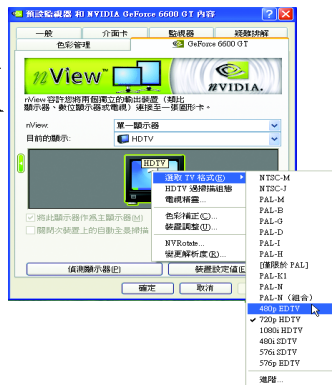 預設監視器 和 NVIDIA GeForce 6600 GT 內容
一般
介面卡
監視器
疑難排解
色彩管理
GeForce 6600 GT
nView™
NVIDIA.
nView 容許您將兩個獨立的輸出裝置 (類比
顯示器、數位顯示器或電視) 連接至一張圖形卡。
nView:
單一顯示器
目前的顯示:
HDTV
HDTV
選取 TV 格式(E)
HDTV 過掃描組態
電視精靈...
色彩補正(C)...
裝置調整(U)...
NVRotate...
變更解析度(R)...
將此顯示器作為主顯示器(M)
關閉次裝置上的自動全景掃描
偵測顯示器(P)
裝置設定值(E)
確定
取消
NTSC-M
NTSC-J
PAL-M
PAL-B
PAL-G
PAL-D
PAL-I
PAL-H
[僅限於 PAL]
PAL-K1
PAL-N
PAL-N (組合)
480p EDTV
720p HDTV
1080i HDTV
480i SDTV
576i SDTV
576p EDTV
進階...